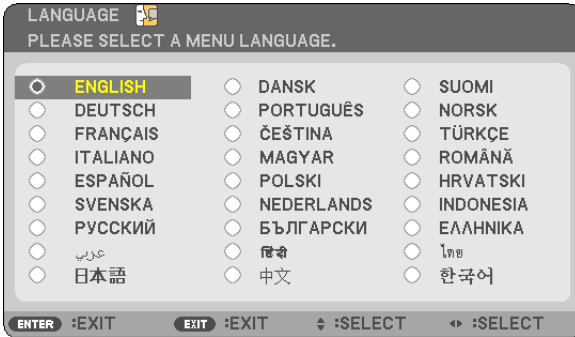 LANGUAGE
PLEASE SELECT A MENU LANGUAGE.
ENGLISH DANSK SUOMI
DEUTSCH PORTUGUÊS NORSK
FRANÇAIS ČEŠTINA TÜRKÇE
ITALIANO MAGYAR ROMÂNĂ
ESPAÑOL POLSKI HRVATSKI
SVENSKA NEDERLANDS INDONESIA
РУССКИЙ БЪЛГАРСКИ ΕΛΛΗΝΙΚΑ
عربي हिंदी ไทย
日本語 中文 한국어
ENTER :EXIT EXIT :EXIT :SELECT :SELECT